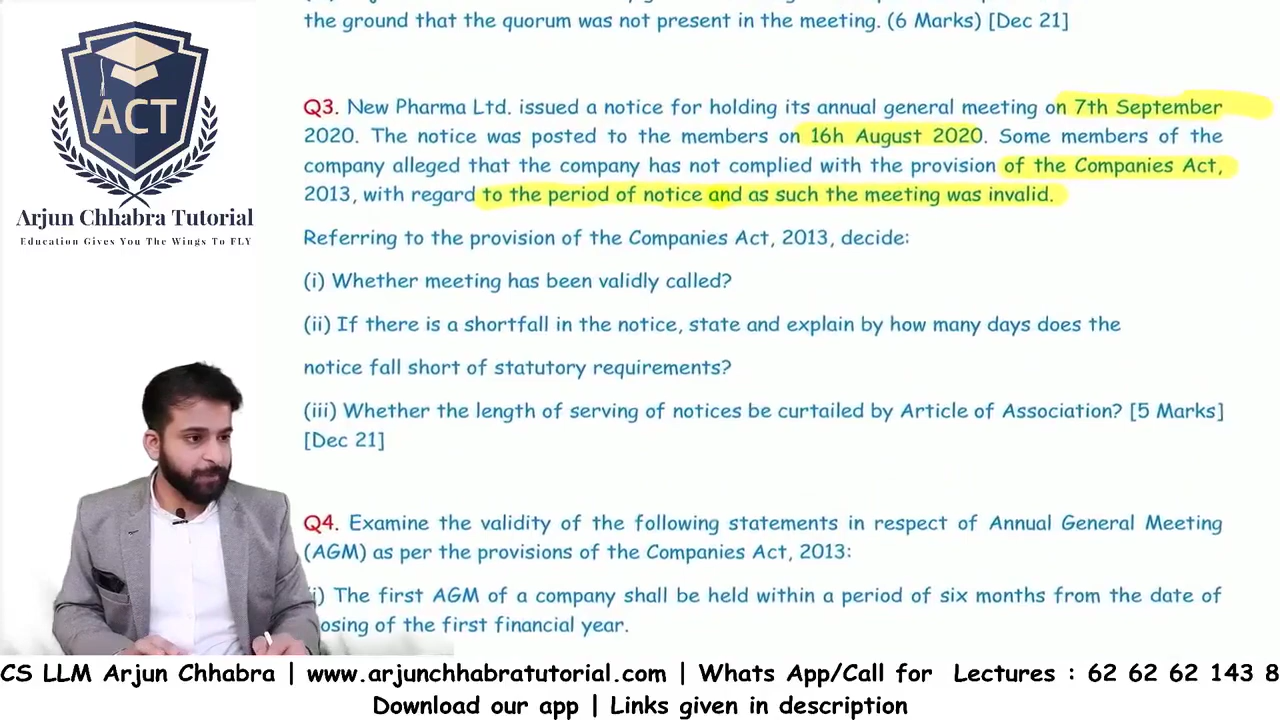 the ground that the quorum was not present in the meeting. (6 Marks) [Dec 21]
ACT
Arjun Chhabra Tutorial
Education Gives You The Wings To FLY
Q3. New Pharma Ltd. issued a notice for holding its annual general meeting on 7th September
2020. The notice was posted to the members on 16h August 2020. Some members of the
company alleged that the company has not complied with the provision of the Companies Act,
2013, with regard to the period of notice and as such the meeting was invalid.
Referring to the provision of the Companies Act, 2013, decide:
(i) Whether meeting has been validly called?
(ii) If there is a shortfall in the notice, state and explain by how many days does the
notice fall short of statutory requirements?
(iii) Whether the length of serving of notices be curtailed by Article of Association? [5 Marks]
[Dec 21]
Q4. Examine the validity of the following statements in respect of Annual General Meeting
(AGM) as per the provisions of the Companies Act, 2013:
i) The first AGM of a company shall be held within a period of six months from the date of
osing of the first financial year.
CS LLM Arjun Chhabra | www.arjunchhabratutorial.com | Whats App/Call for Lectures : 62 62 62 143 8
Download our app | Links given in description